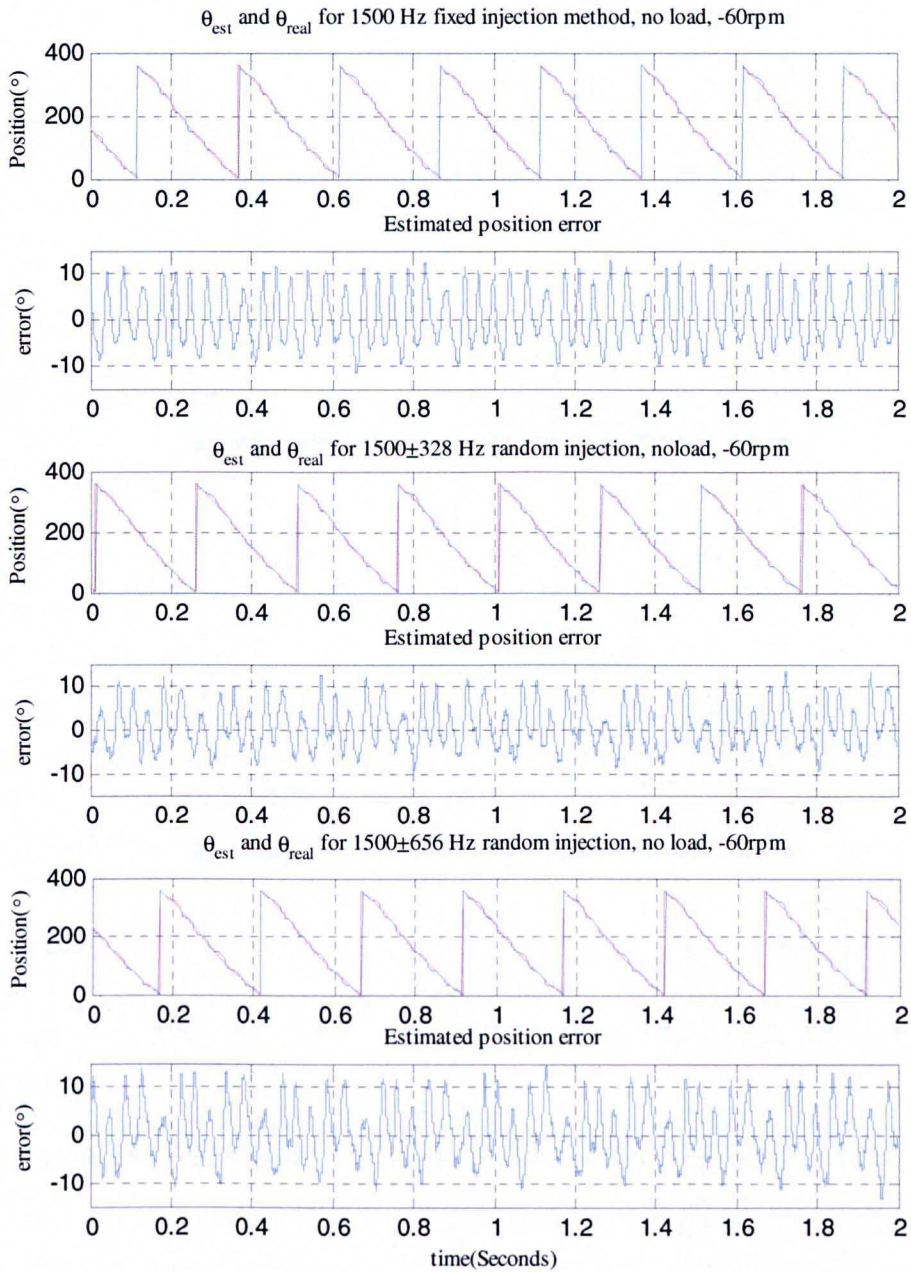 θest and θreal for 1500 Hz fixed injection method, no load, -60rpm
Position(°)
400
200
0
0 0.2 0.4 0.6 0.8 1 1.2 1.4 1.6 1.8 2
Estimated position error
error(°)
10
0
-10
0 0.2 0.4 0.6 0.8 1 1.2 1.4 1.6 1.8 2
θest and θreal for 1500±328 Hz random injection, noload, -60rpm
Position(°)
400
200
0
0 0.2 0.4 0.6 0.8 1 1.2 1.4 1.6 1.8 2
Estimated position error
error(°)
10
0
-10
0 0.2 0.4 0.6 0.8 1 1.2 1.4 1.6 1.8 2
θest and θreal for 1500±656 Hz random injection, no load, -60rpm
Position(°)
400
200
0
0 0.2 0.4 0.6 0.8 1 1.2 1.4 1.6 1.8 2
Estimated position error
error(°)
10
0
-10
0 0.2 0.4 0.6 0.8 1 1.2 1.4 1.6 1.8 2
time(Seconds)